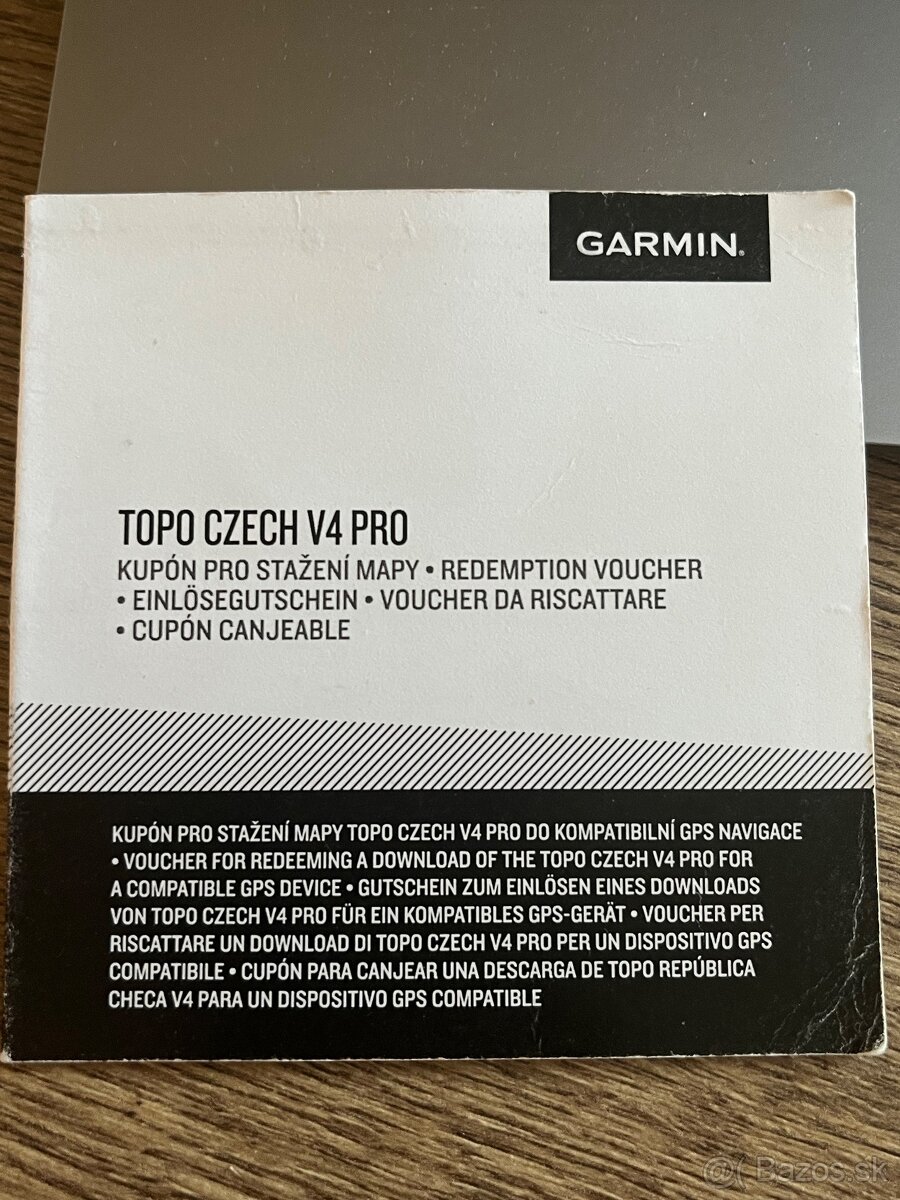 GARMIN®
TOPO CZECH V4 PRO
KUPÓN PRO STAŽENÍ MAPY • REDEMPTION VOUCHER
• EINLÖSEGUTSCHEIN • VOUCHER DA RISCATTARE
• CUPÓN CANJEABLE
KUPÓN PRO STAŽENÍ MAPY TOPO CZECH V4 PRO DO KOMPATIBILNÍ GPS NAVIGACE
• VOUCHER FOR REDEEMING A DOWNLOAD OF THE TOPO CZECH V4 PRO FOR
A COMPATIBLE GPS DEVICE • GUTSCHEIN ZUM EINLÖSEN EINES DOWNLOADS
VON TOPO CZECH V4 PRO FÜR EIN KOMPATIBLES GPS-GERÄT • VOUCHER PER
RISCATTARE UN DOWNLOAD DI TOPO CZECH V4 PRO PER UN DISPOSITIVO GPS
COMPATIBILE • CUPÓN PARA CANJEAR UNA DESCARGA DE TOPO REPÚBLICA
CHECA V4 PARA UN DISPOSITIVO GPS COMPATIBLE
@( Bazos.sk